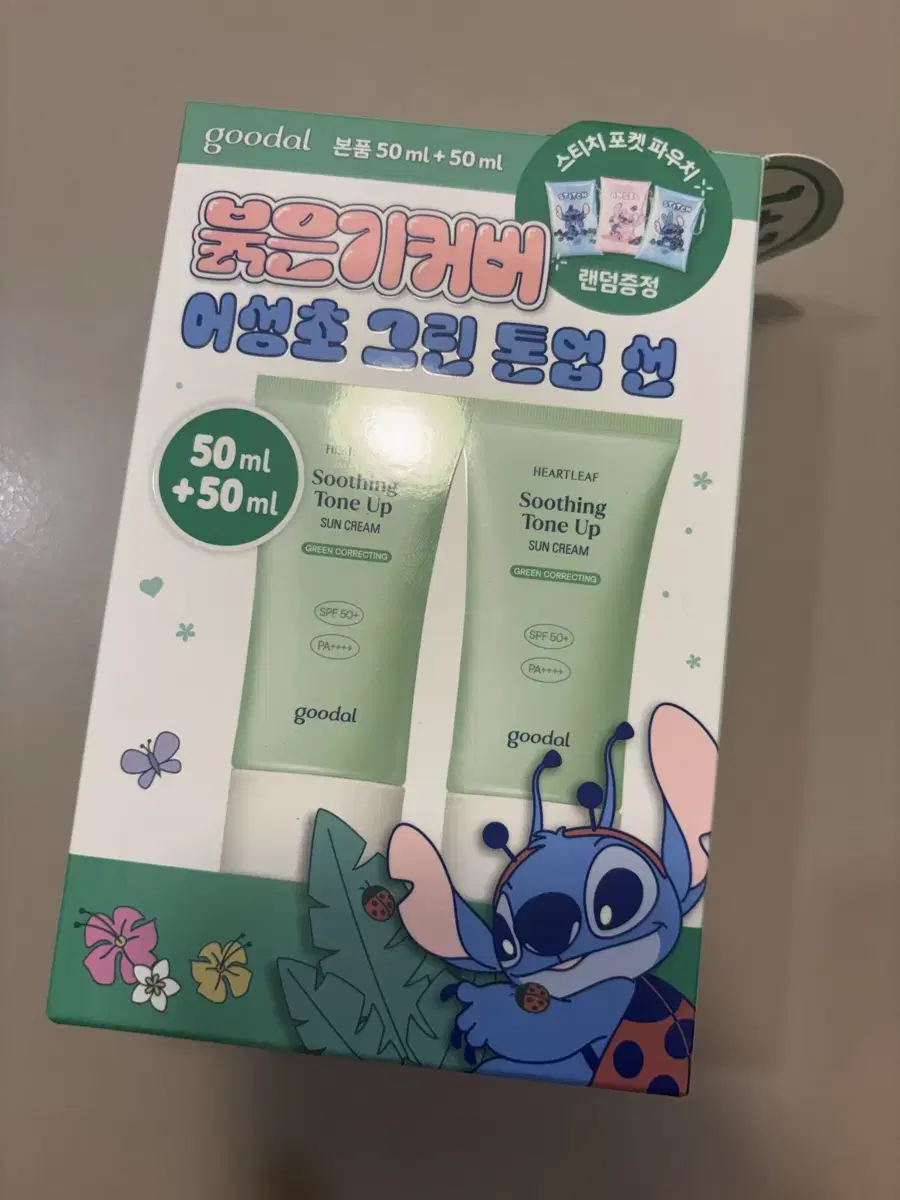 goodal 본품 50 ml + 50 ml
스티치 포켓 파우치
STITCH
ANGEL
STITCH
랜덤증정
붉은기커버
어성초 그린 톤업 선
50 ml
+50 ml
Soothing
Tone Up
SUN CREAM
GREEN CORRECTING
SPF 50+
PA++++
goodal
HEARTLEAF
Soothing
Tone Up
SUN CREAM
GREEN CORRECTING
SPF 50+
PA++++
goodal